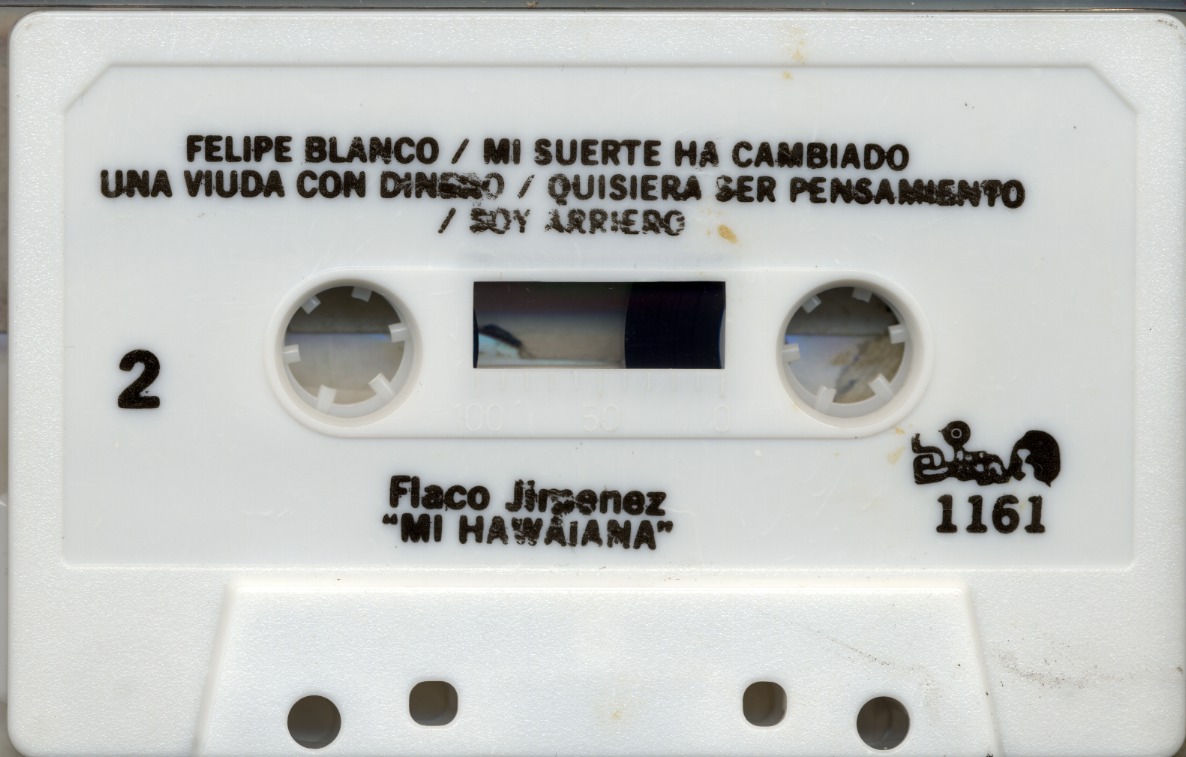 FELIPE BLANCO / MI SUERTE HA CAMBIADO
UNA VIUDA CON DINERO / QUISIERA SER PENSAMIENTO
/ SOY ARRIERO
2
100 50 0
Flaco Jimenez
"MI HAWAIANA"
1161